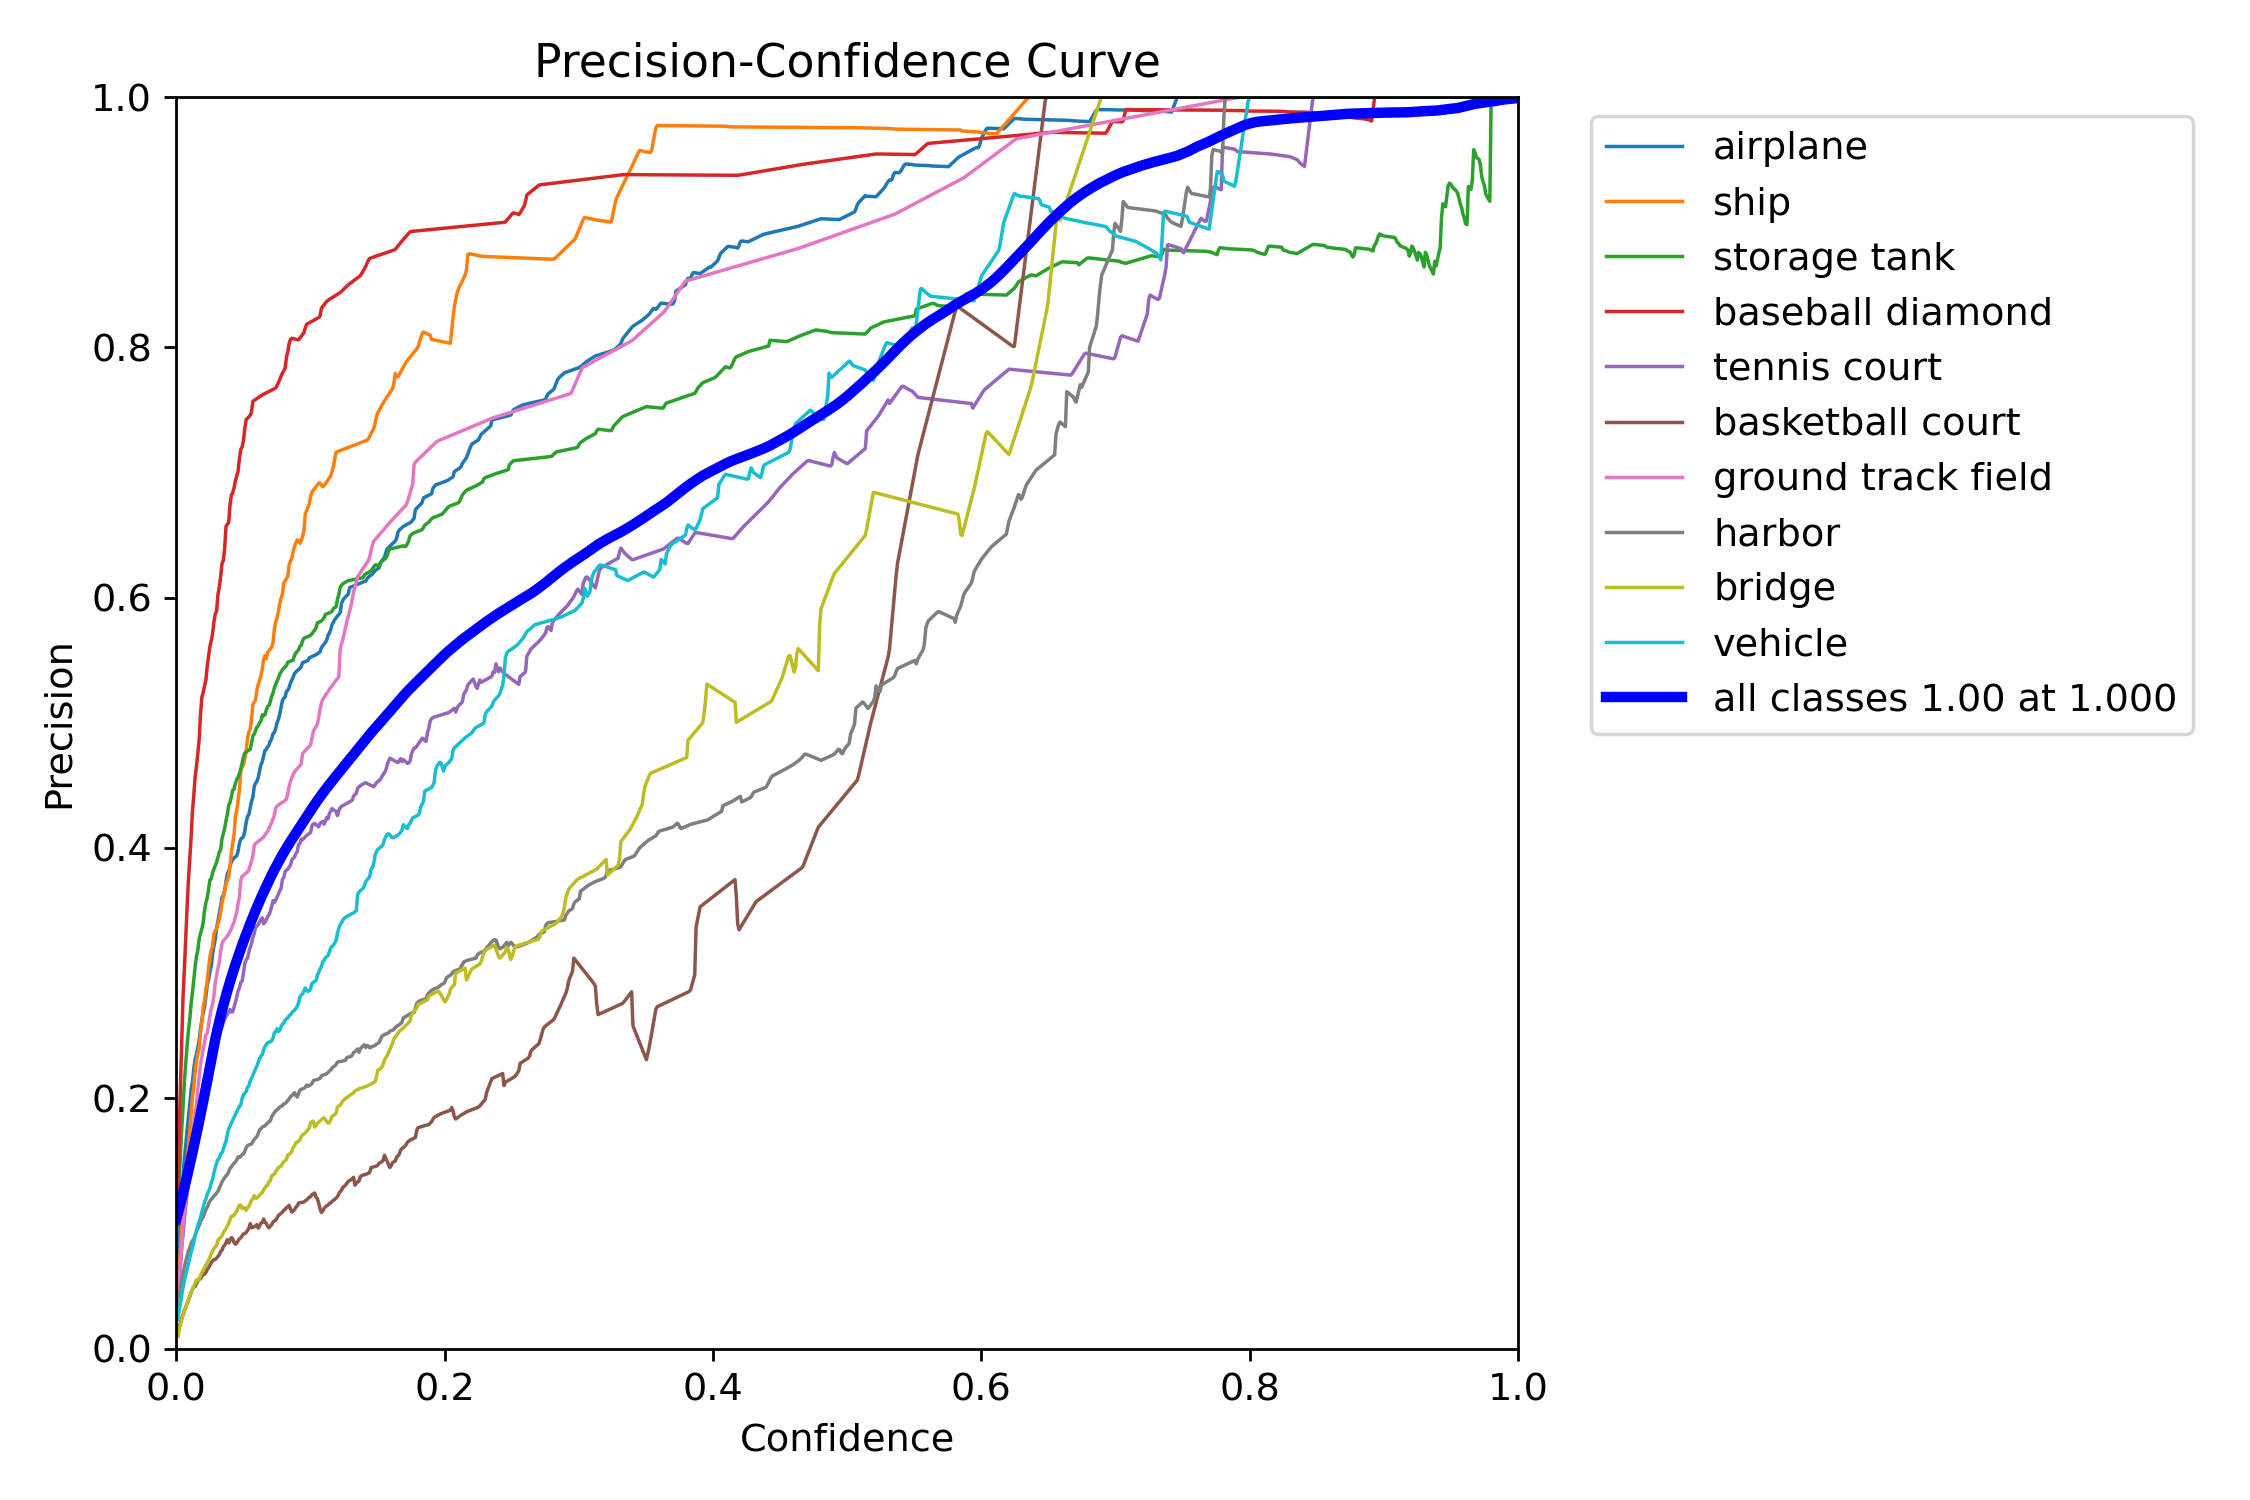 Precision-Confidence Curve
1.0
0.8
0.6
0.4
0.2
0.0
Precision
0.0 0.2 0.4 0.6 0.8 1.0
Confidence
airplane
ship
storage tank
baseball diamond
tennis court
basketball court
ground track field
harbor
bridge
vehicle
all classes 1.00 at 1.000